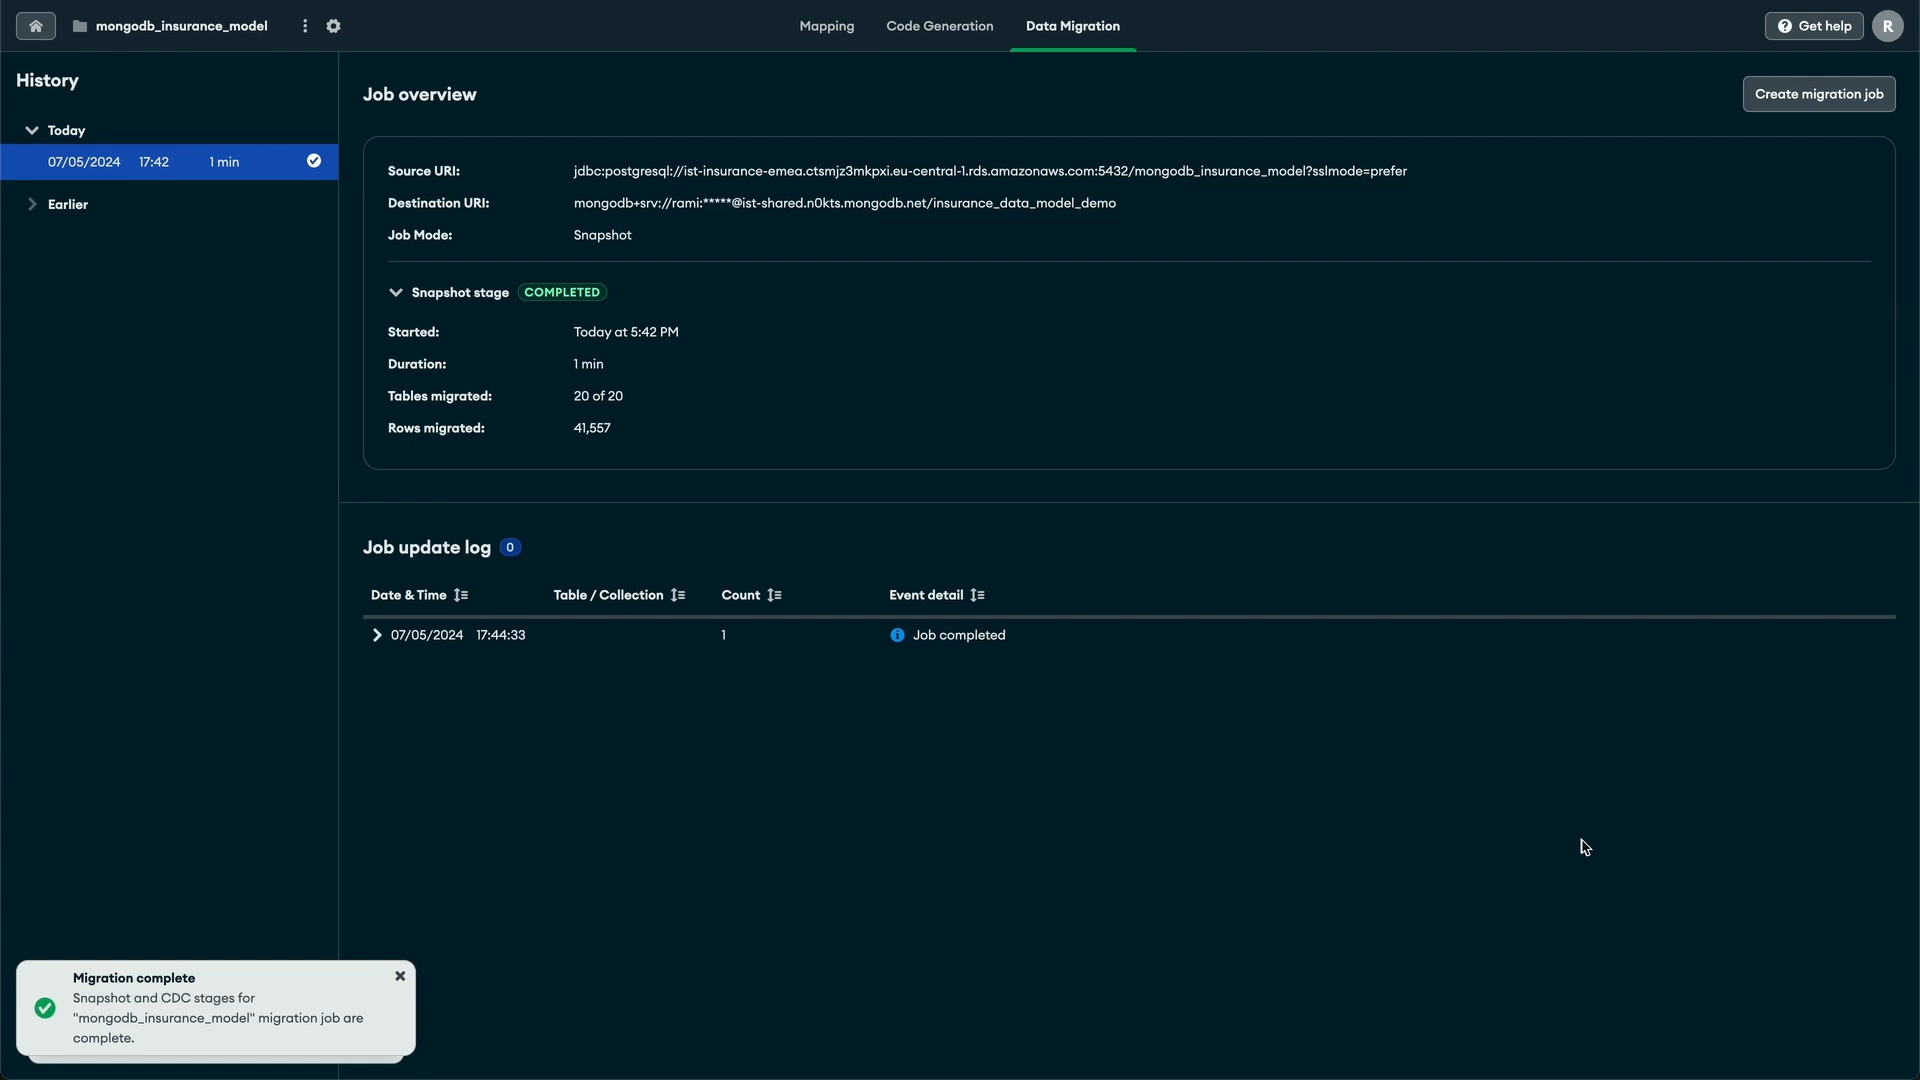 mongodb_insurance_model
Mapping
Code Generation
Data Migration
Get help
R
History
Today
07/05/2024 17:42 1 min
Earlier
Job overview
Create migration job
Source URI: jdbc:postgresql://ist-insurance-emea.ctsmjz3mkpxi.eu-central-1.rds.amazonaws.com:5432/mongodb_insurance_model?sslmode=prefer
Destination URI: mongodb+srv://rami:*****@ist-shared.n0kts.mongodb.net/insurance_data_model_demo
Job Mode: Snapshot
Snapshot stage COMPLETED
Started: Today at 5:42 PM
Duration: 1 min
Tables migrated: 20 of 20
Rows migrated: 41,557
Job update log 0
Date & Time Table / Collection Count Event detail
07/05/2024 17:44:33 1 Job completed
Migration complete
Snapshot and CDC stages for
"mongodb_insurance_model" migration job are
complete.